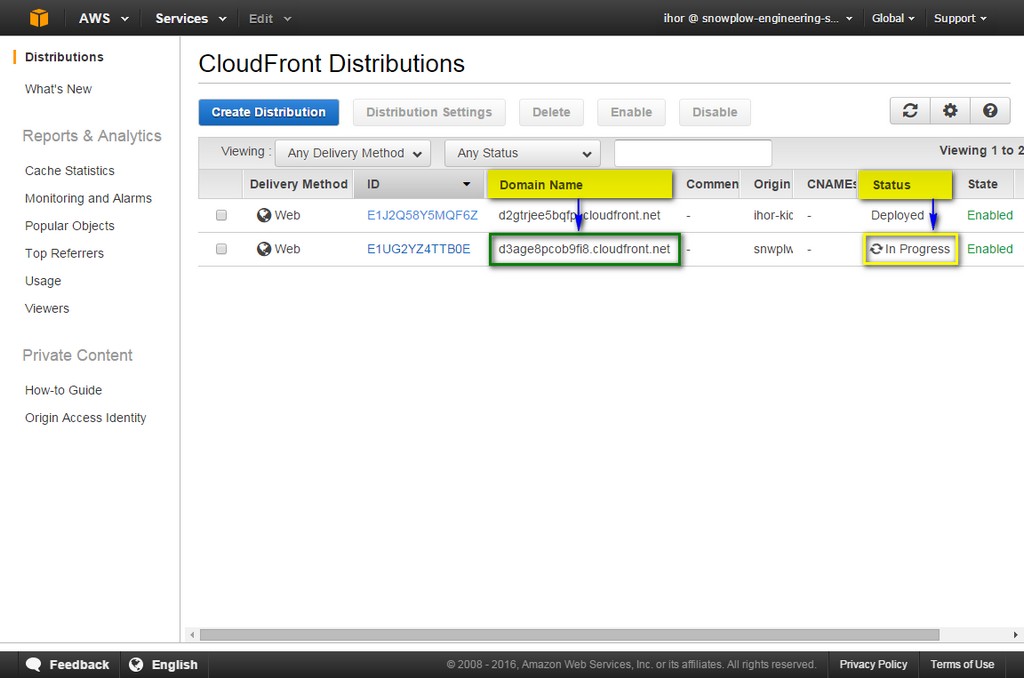 AWS Services Edit ihor @ snowplow-engineering-s... Global Support
Distributions
What's New
Reports & Analytics
Cache Statistics
Monitoring and Alarms
Popular Objects
Top Referrers
Usage
Viewers
Private Content
How-to Guide
Origin Access Identity
CloudFront Distributions
Create Distribution Distribution Settings Delete Enable Disable
Viewing : Any Delivery Method Any Status Viewing 1 to 2
Delivery Method ID Domain Name Commen Origin CNAMEs Status State
Web E1J2Q58Y5MQF6Z cloudfront.net - ihor-kic - Deployed Enabled
Web E1UG2YZ4TTB0E d3age8pcob9fi8.cloudfront.net - snwplw - In Progress Enabled
Feedback English © 2008 - 2016, Amazon Web Services, Inc. or its affiliates. All rights reserved. Privacy Policy Terms of Use